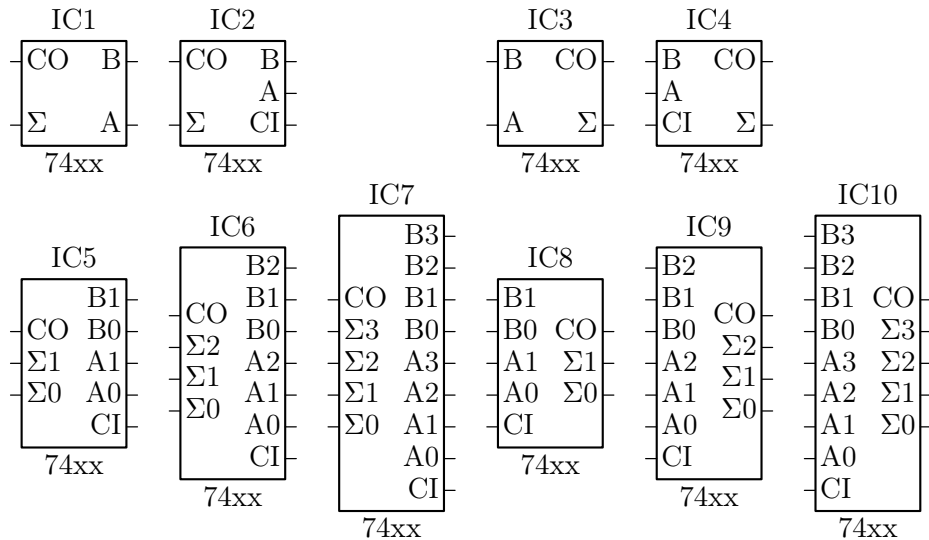 IC1
CO B
Σ A
74xx
IC2
CO B
A
Σ CI
74xx
IC3
B CO
A Σ
74xx
IC4
B CO
A
CI Σ
74xx
IC5
B1
CO B0
Σ1 A1
Σ0 A0
CI
74xx
IC6
B2
B1
CO
B0
Σ2
A2
Σ1
A1
Σ0
A0
CI
74xx
IC7
B3
B2
CO B1
Σ3 B0
Σ2 A3
Σ1 A2
Σ0 A1
A0
CI
74xx
IC8
B1
B0 CO
A1 Σ1
A0 Σ0
CI
74xx
IC9
B2
B1
CO
B0
Σ2
A2
Σ1
A1
Σ0
A0
CI
74xx
IC10
B3
B2
B1 CO
B0 Σ3
A3 Σ2
A2 Σ1
A1 Σ0
A0
CI
74xx